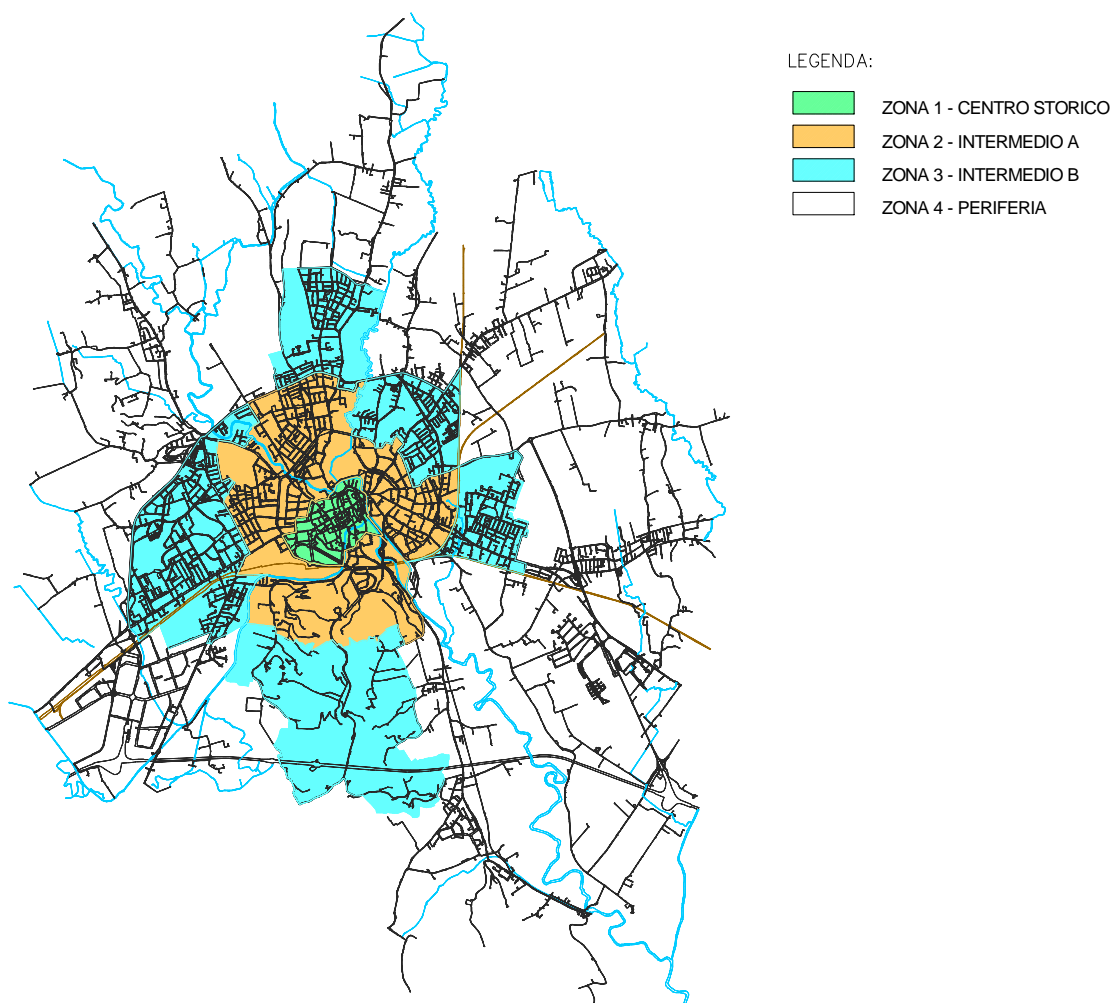 LEGENDA:
ZONA 1 - CENTRO STORICO
ZONA 2 - INTERMEDIO A
ZONA 3 - INTERMEDIO B
ZONA 4 - PERIFERIA